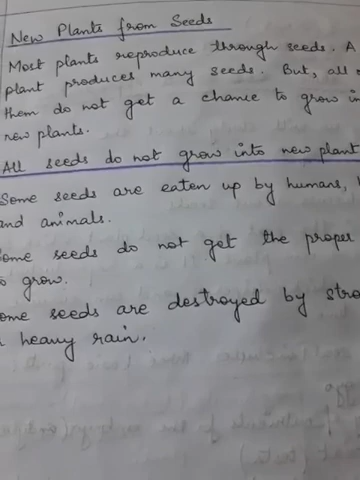 New Plants from Seeds
Most plants reproduce through seeds. A
plant produces many seeds. But, all
them do not get a chance to grow
new plants.
All seeds do not grow into new plant
Some seeds are eaten up by humans,
and animals.
Some seeds do not get the proper
to grow.
ome seeds are destroyed by
heavy rain.